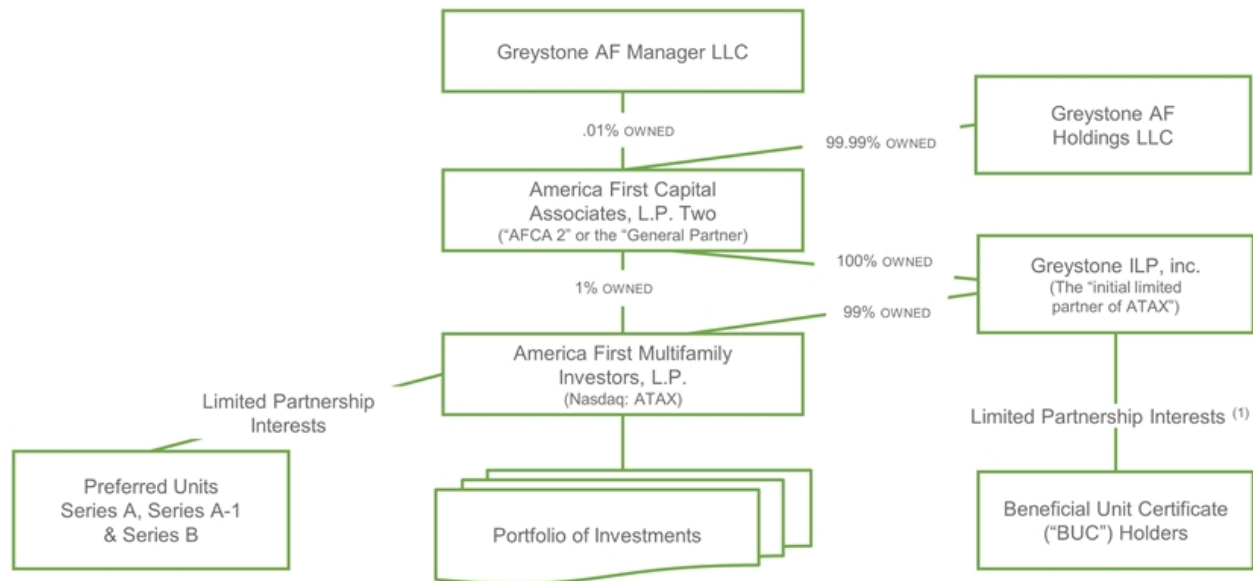 Greystone AF Manager LLC
.01% OWNED
99.99% OWNED
Greystone AF
Holdings LLC
America First Capital
Associates, L.P. Two
(“AFCA 2” or the “General Partner)
100% OWNED
Greystone ILP, inc.
(The “initial limited
partner of ATAX”)
1% OWNED
99% OWNED
America First Multifamily
Investors, L.P.
(Nasdaq: ATAX)
Limited Partnership
Interests
Limited Partnership Interests (1)
Preferred Units
Series A, Series A-1
& Series B
Portfolio of Investments
Beneficial Unit Certificate
(“BUC”) Holders